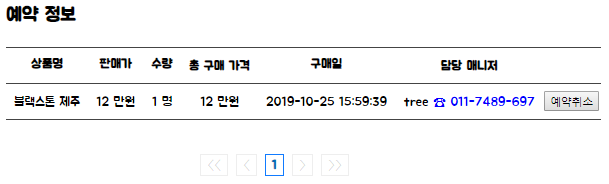 예약 정보
상품명 판매가 수량 총 구매 가격 구매일 담당 매니저
블랙스톤 제주 12 만원 1 명 12 만원 2019-10-25 15:59:39 tree ☎ 011-7489-697 예약취소
≪ < 1 > ≫